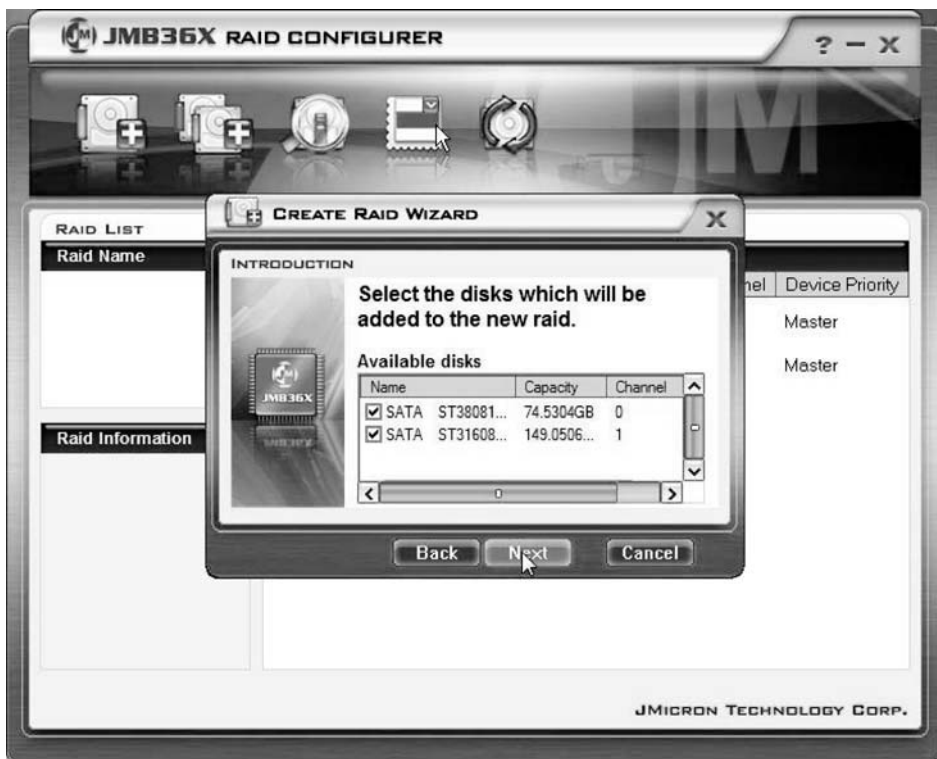 JMB36X RAID CONFIGURER
? – X
JM
RAID LIST
Raid Name
nel Device Priority
Master
Master
Raid Information
CREATE RAID WIZARD
X
INTRODUCTION
JMB36X
Select the disks which will be
added to the new raid.
Available disks
Name Capacity Channel
SATA ST38081... 74.5304GB 0
SATA ST31608... 149.0506... 1
Back Next Cancel
JMICRON TECHNOLOGY CORP.